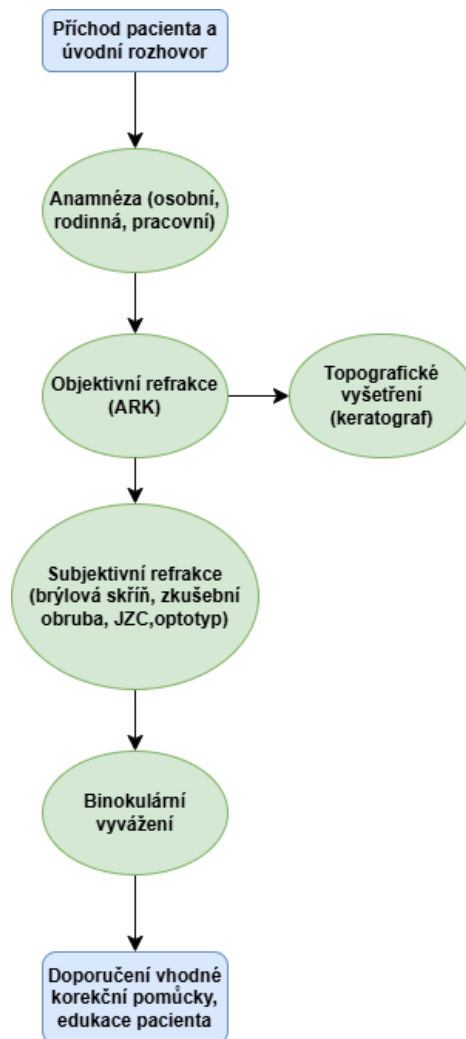 Příchod pacienta a
úvodní rozhovor
Anamnéza (osobní,
rodinná, pracovní)
Objektivní refrakce
(ARK)
Topografické
vyšetření
(keratograf)
Subjektivní refrakce
(brýlová skříň, zkušební
obruba, JZC,optotyp)
Binokulární
vyvážení
Doporučení vhodné
korekční pomůcky,
edukace pacienta